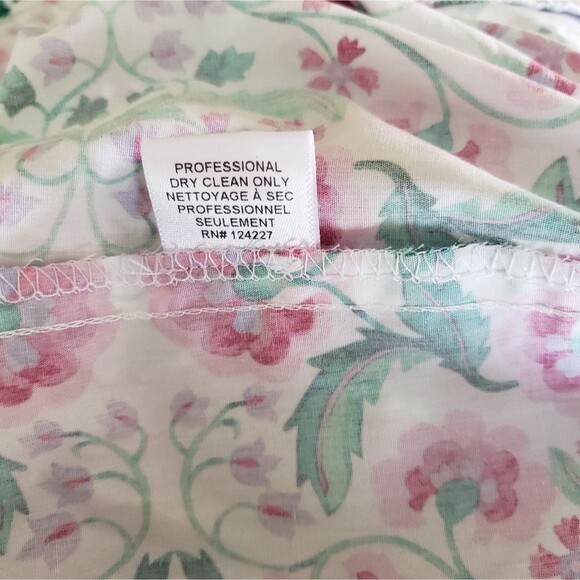 PROFESSIONAL
DRY CLEAN ONLY
NETTOYAGE À SEC
PROFESSIONNEL
SEULEMENT
RN# 124227